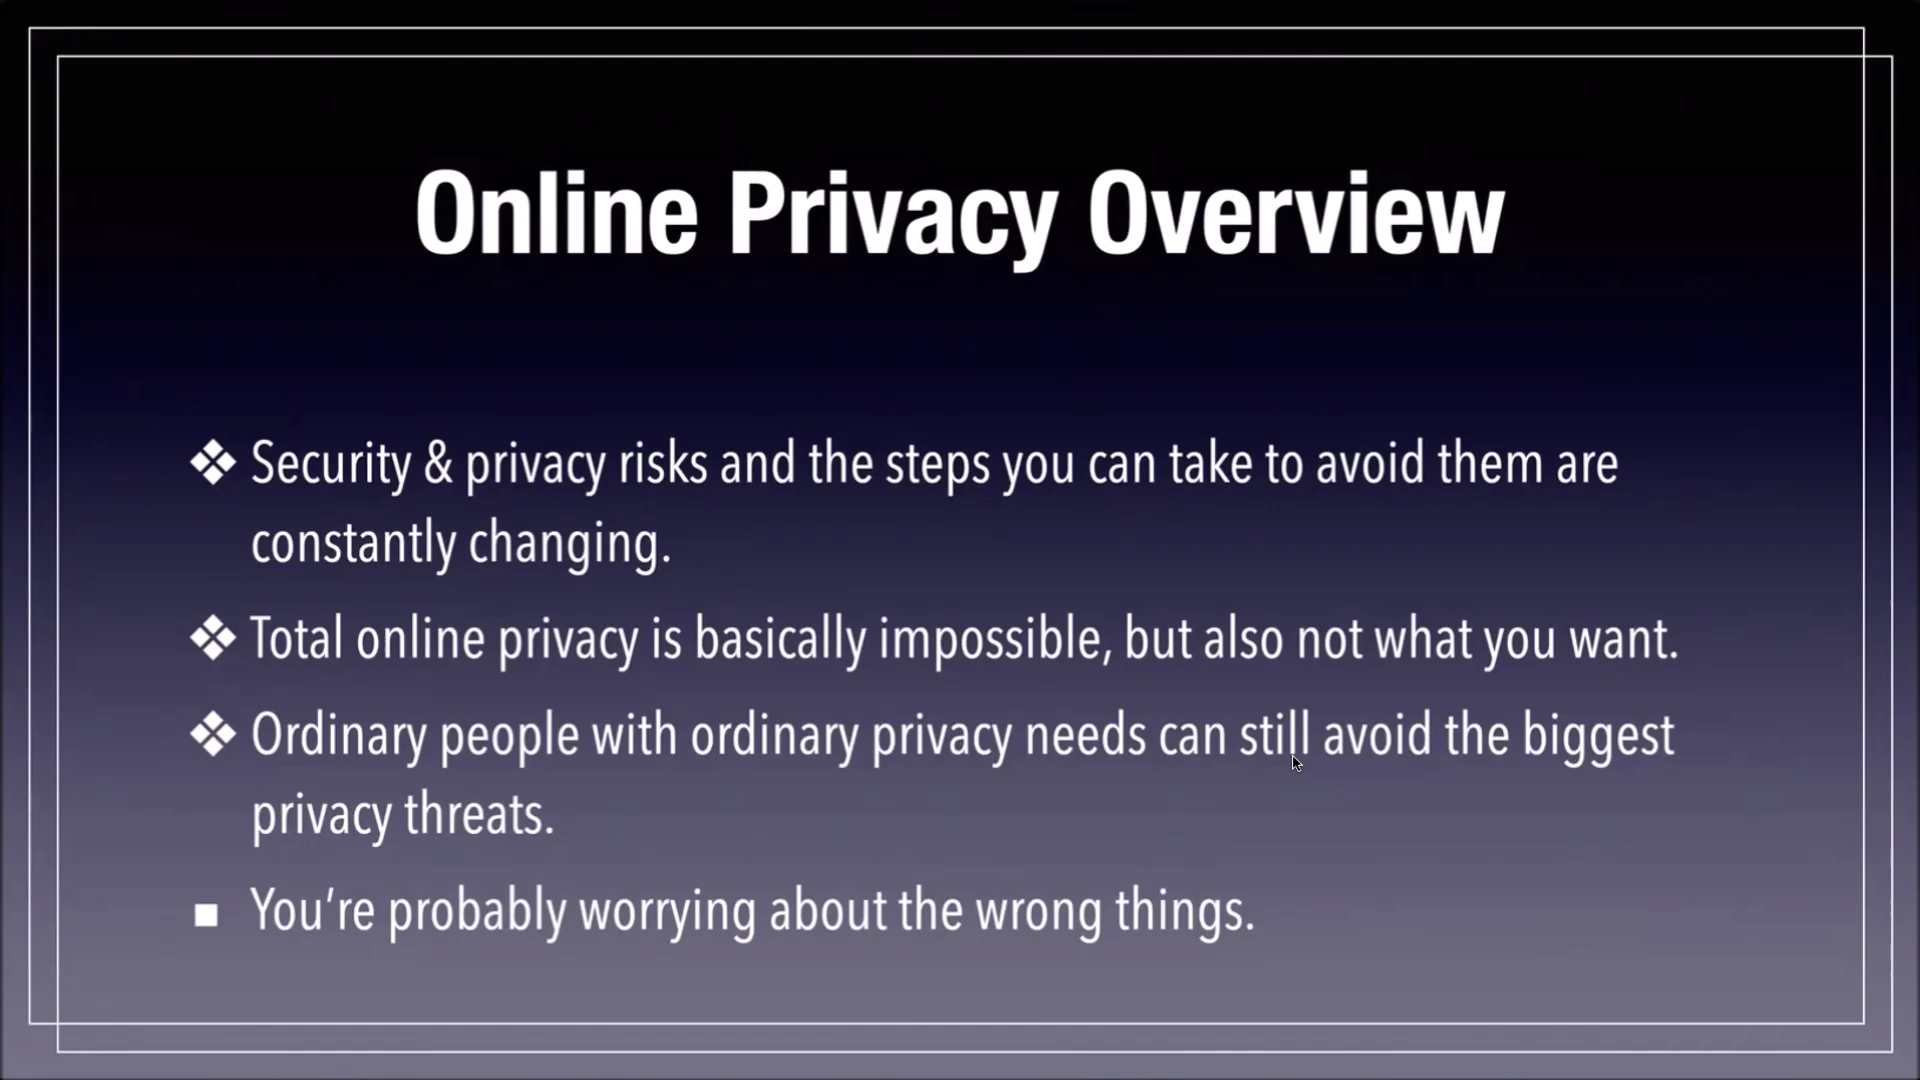 Online Privacy Overview
❖ Security & privacy risks and the steps you can take to avoid them are
constantly changing.
❖ Total online privacy is basically impossible, but also not what you want.
❖ Ordinary people with ordinary privacy needs can still avoid the biggest
privacy threats.
■ You’re probably worrying about the wrong things.